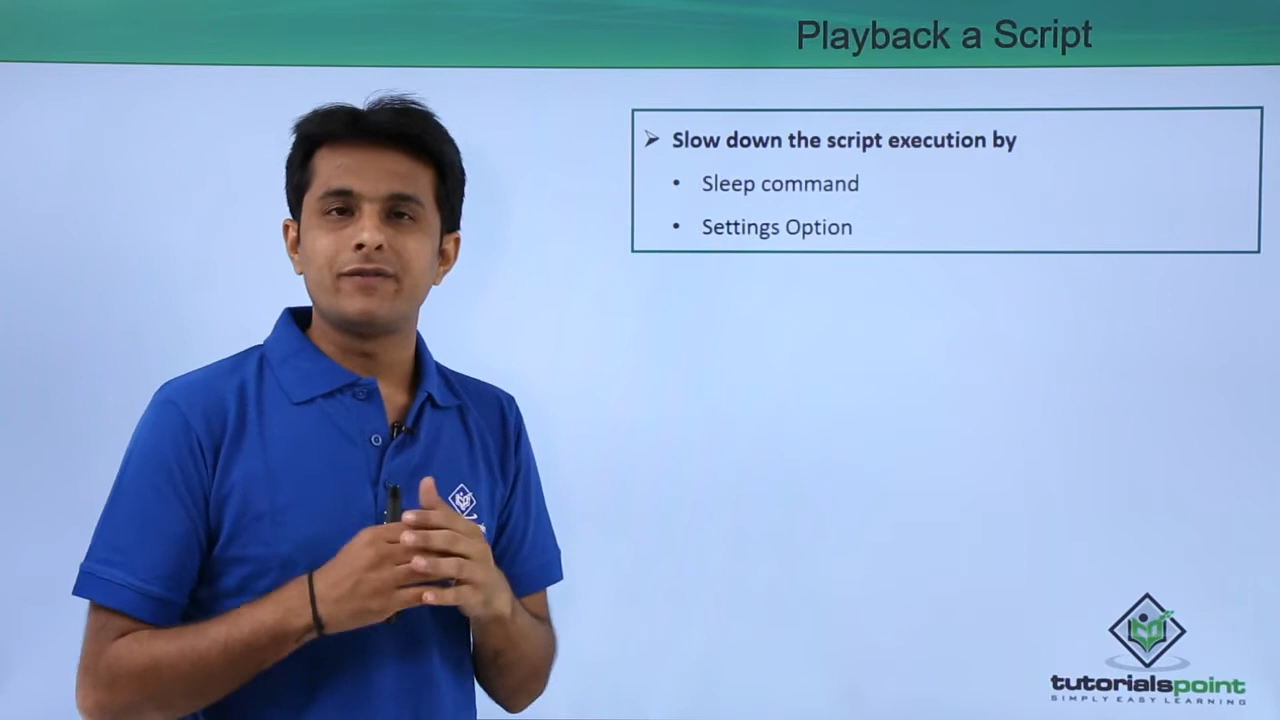 Playback a Script
➢ Slow down the script execution by
• Sleep command
• Settings Option
tutorialspoint
SIMPLY EASY LEARNING